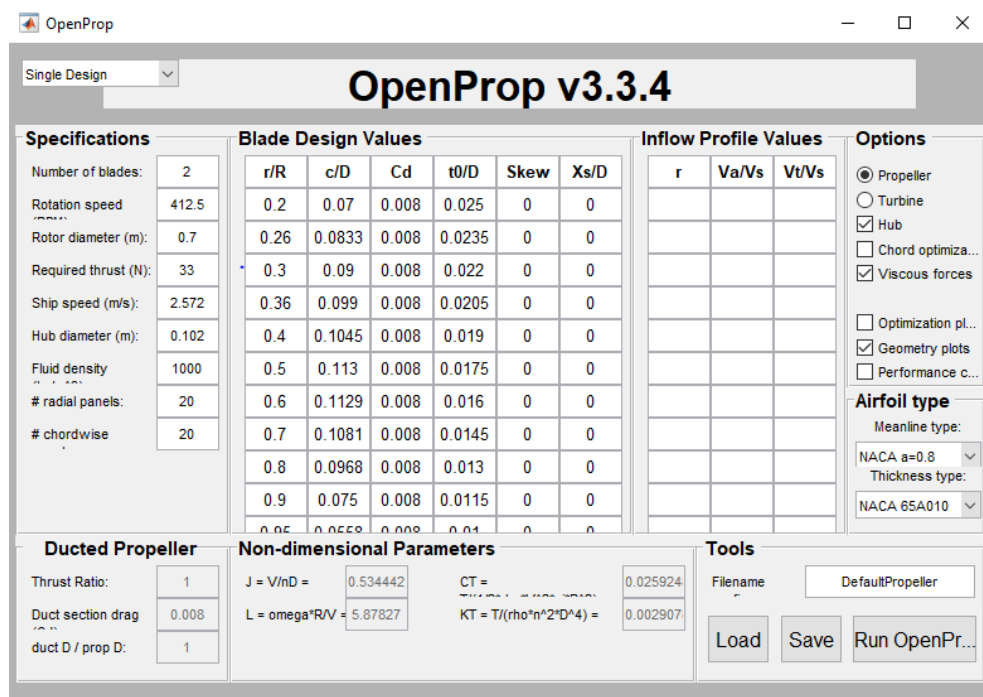 OpenProp
Single Design
OpenProp v3.3.4
Specifications
Number of blades: 2
Rotation speed 412.5
Rotor diameter (m): 0.7
Required thrust (N): 33
Ship speed (m/s): 2.572
Hub diameter (m): 0.102
Fluid density 1000
# radial panels: 20
# chordwise 20
Blade Design Values
r/R c/D Cd t0/D Skew Xs/D
0.2 0.07 0.008 0.025 0 0
0.26 0.0833 0.008 0.0235 0 0
0.3 0.09 0.008 0.022 0 0
0.36 0.099 0.008 0.0205 0 0
0.4 0.1045 0.008 0.019 0 0
0.5 0.113 0.008 0.0175 0 0
0.6 0.1129 0.008 0.016 0 0
0.7 0.1081 0.008 0.0145 0 0
0.8 0.0968 0.008 0.013 0 0
0.9 0.075 0.008 0.0115 0 0
Inflow Profile Values
r Va/Vs Vt/Vs
Options
Propeller
Turbine
Hub
Chord optimiza...
Viscous forces
Optimization pl...
Geometry plots
Performance c...
Airfoil type
Meanline type:
NACA a=0.8
Thickness type:
NACA 65A010
Ducted Propeller
Thrust Ratio: 1
Duct section drag 0.008
duct D / prop D: 1
Non-dimensional Parameters
J = V/nD = 0.534442 CT = 0.025924
L = omega*R/V = 5.87827 KT = T/(rho*n^2*D^4) = 0.002907
Tools
Filename DefaultPropeller
Load Save Run OpenPr...